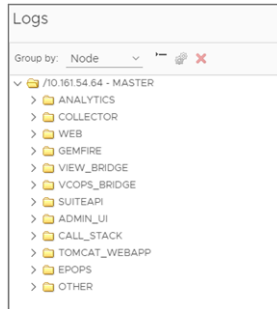 Logs
Group by: Node
/10.161.54.64 - MASTER
ANALYTICS
COLLECTOR
WEB
GEMFIRE
VIEW_BRIDGE
VCOPS_BRIDGE
SUITEAPI
ADMIN_UI
CALL_STACK
TOMCAT_WEBAPP
EPOPS
OTHER